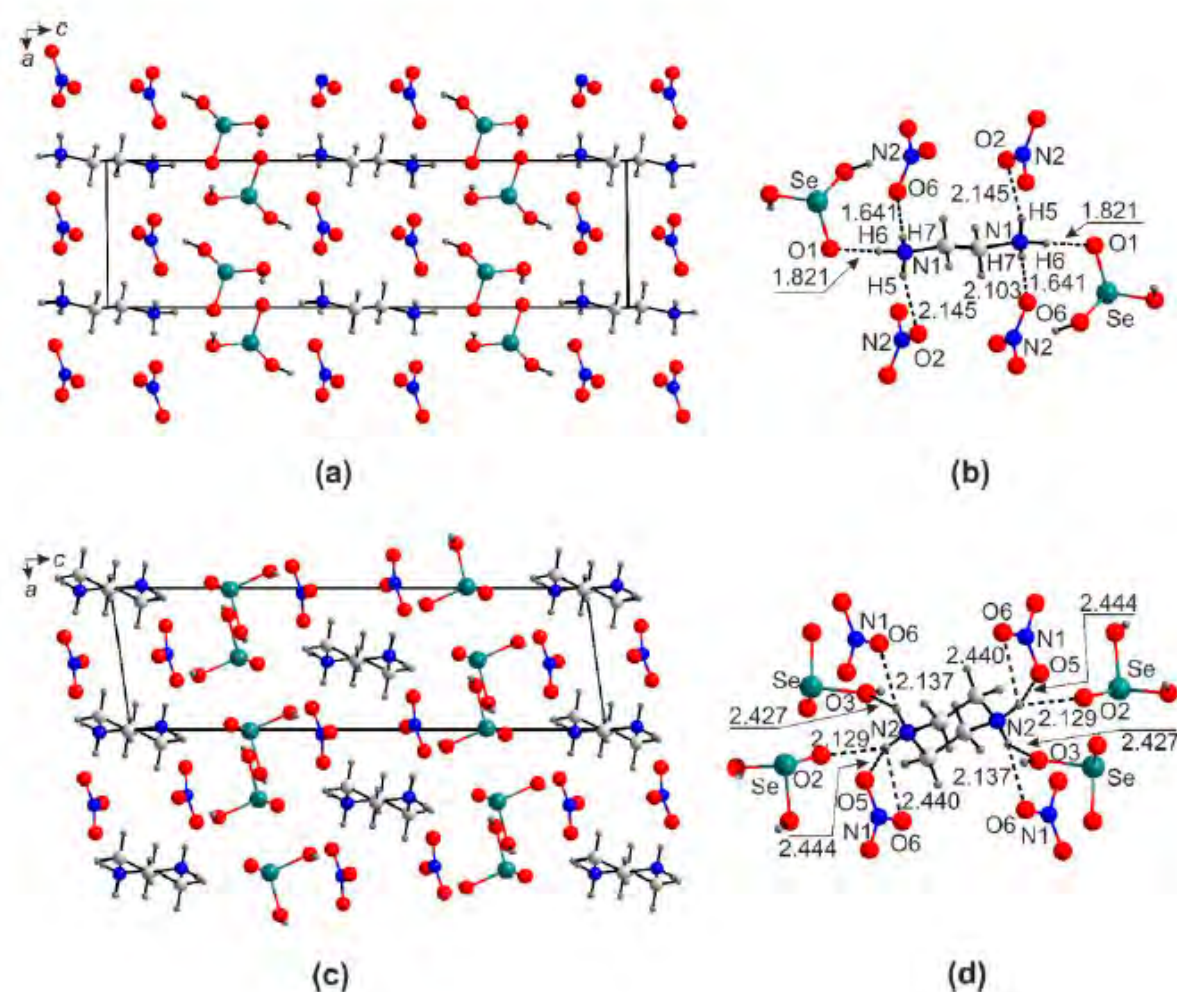 c
a
O2
N2
N2
O6
Se
2.145
1.641
H5
1.821
H6
H7
N1
O1
N1
H7
H6
O1
1.821
H5
2.103
1.641
2.145
O6
Se
Se
N2
O2
N2
(a)
(b)
c
a
O6
2.444
N1
O6
N1
O5
Se
2.440
Se
O3
2.137
O2
2.427
N2
N2
2.129
2.129
O3
2.427
Se
O2
2.137
Se
O5
2.440
O6
N1
N1
O6
2.444
(c)
(d)